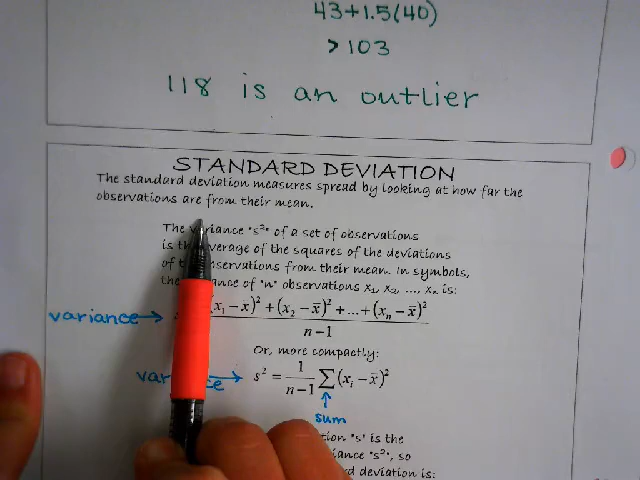 43+1.5(40)
> 103
118 is an outlier
STANDARD DEVIATION
The standard deviation measures spread by looking at how far the
observations are from their mean.
The variance "s²" of a set of observations
is the average of the squares of the deviations
of the observations from their mean. In symbols,
the variance of "n" observations x₁, x₂, ..., xₙ is:
variance → (x₁ − x̄)² + (x₂ − x̄)² + ... + (xₙ − x̄)²
n − 1
Or, more compactly:
→ s² = 1/(n−1) ∑ (xᵢ − x̄)²
sum
"s" is the
"s²", so
deviation is: